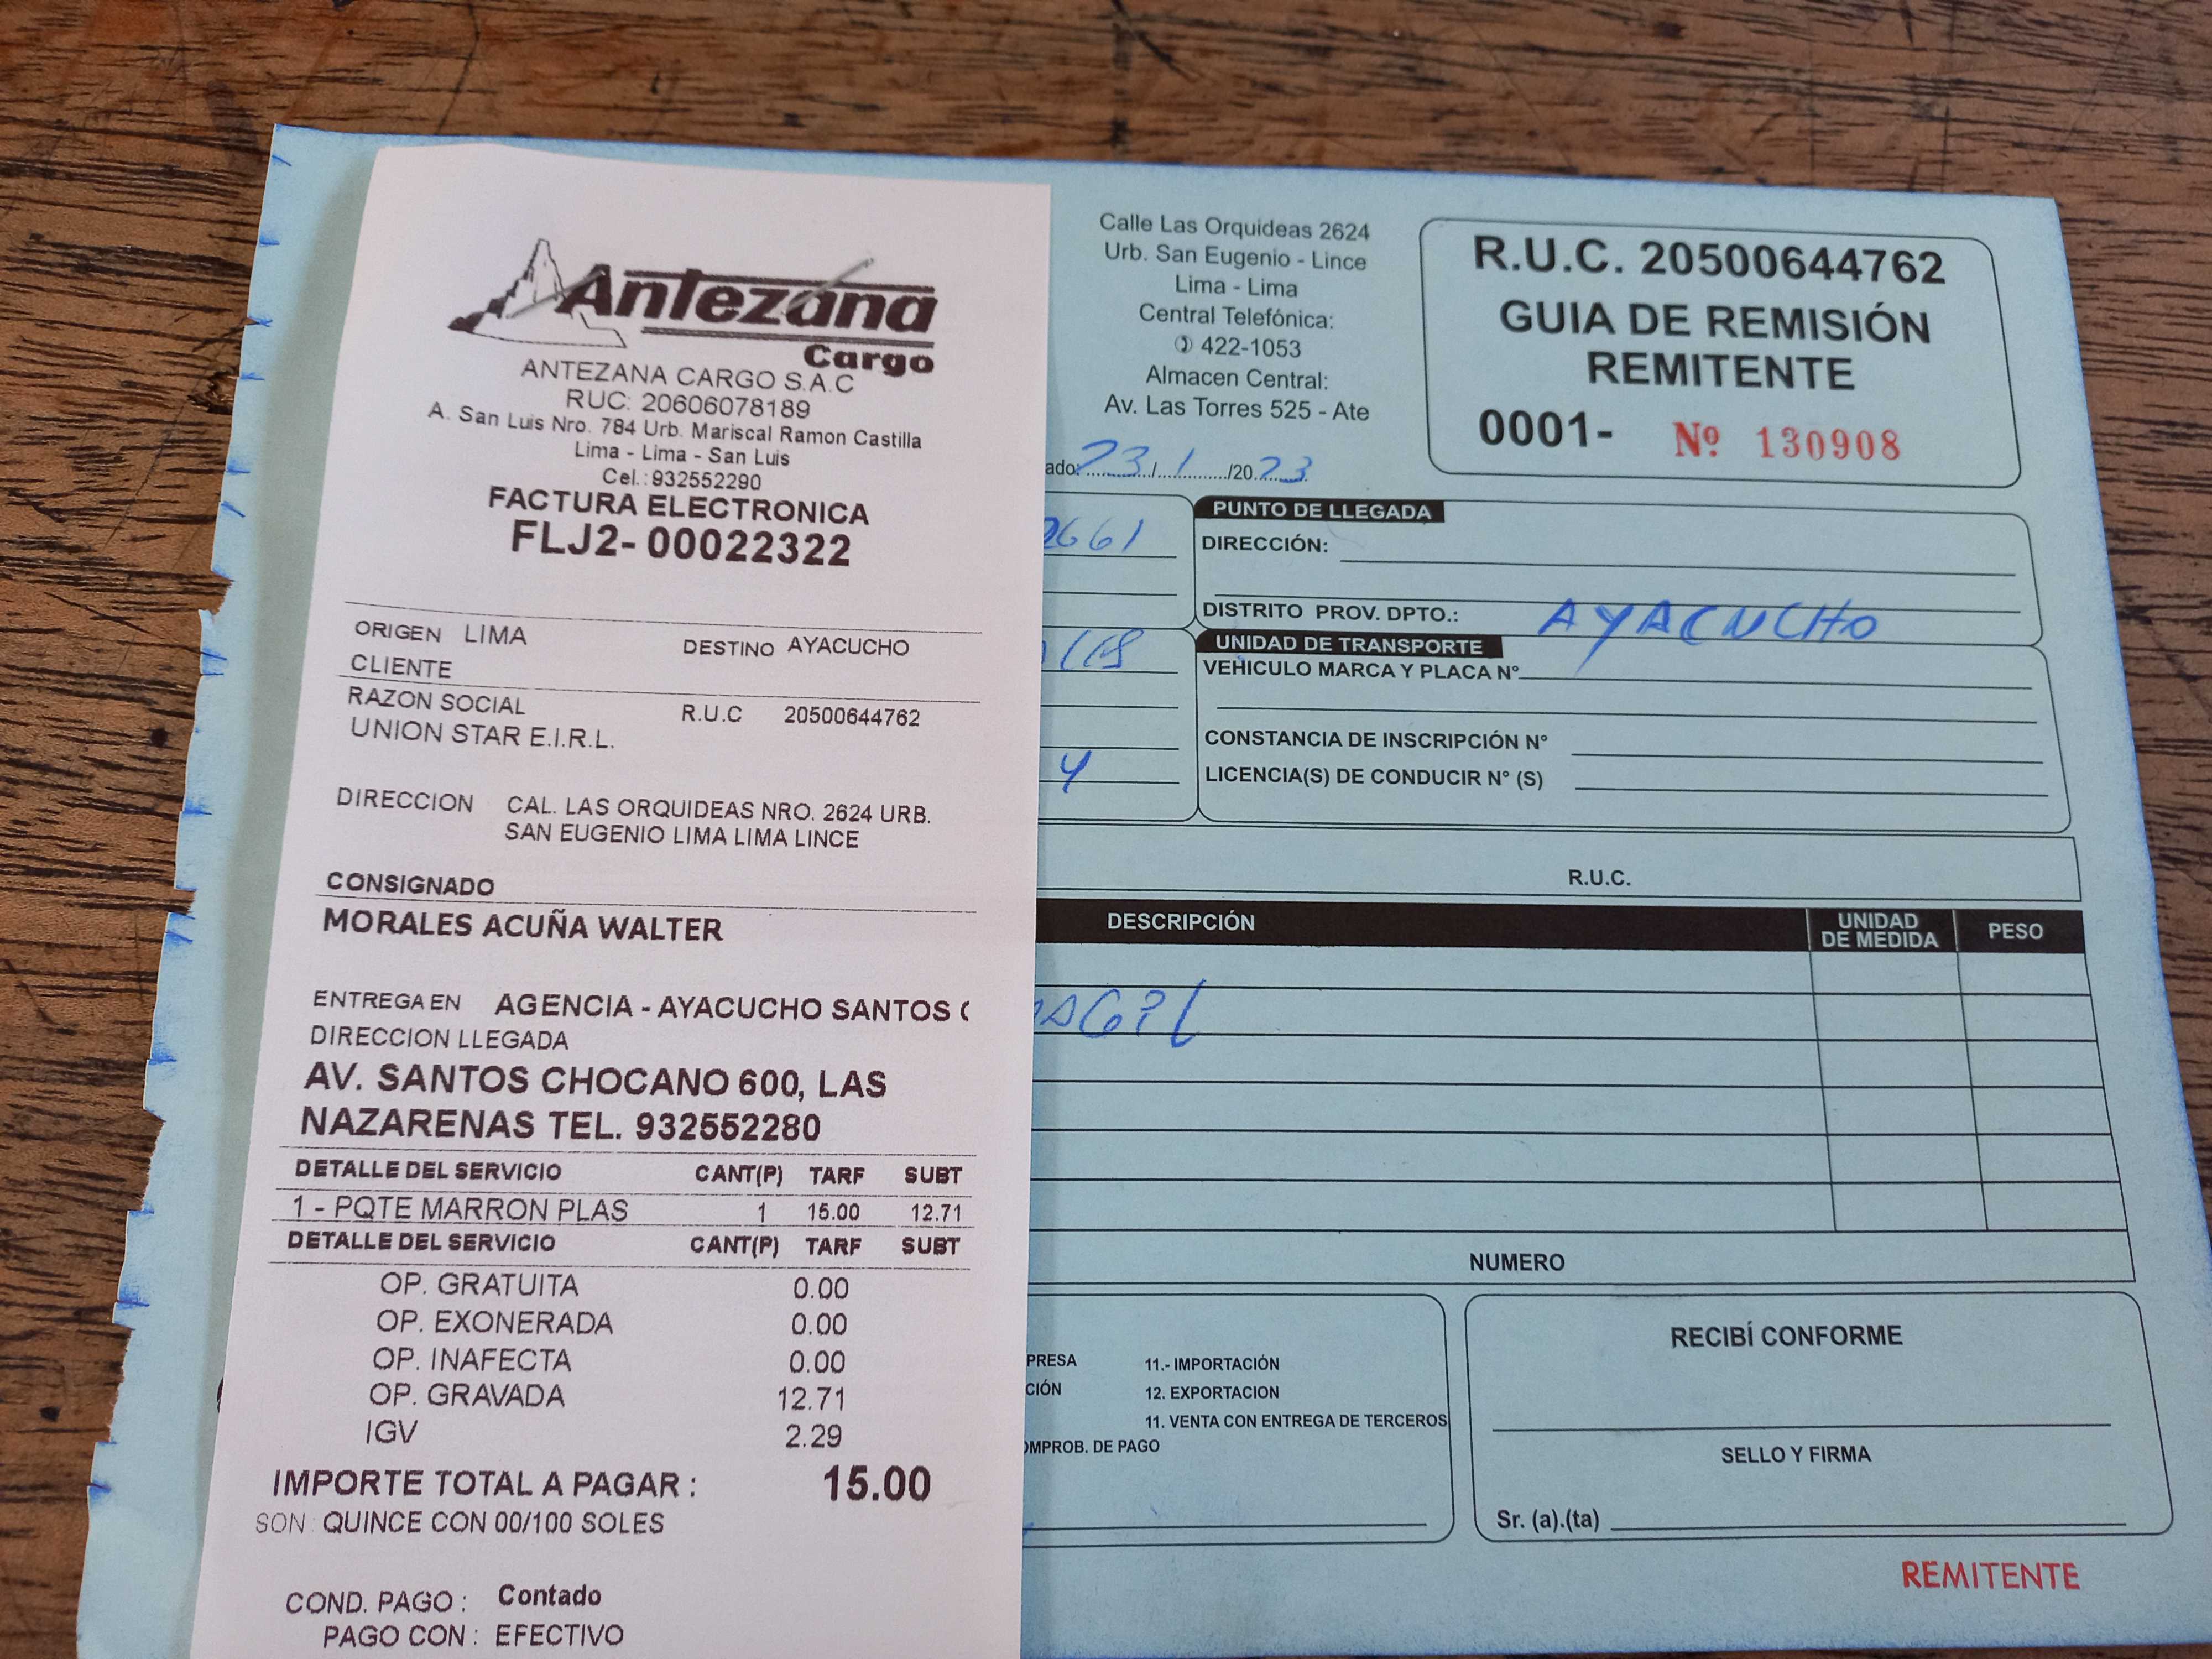 Antezana
Cargo
ANTEZANA CARGO S.A.C
RUC: 20606078189
A. San Luis Nro. 784 Urb. Mariscal Ramon Castilla
Lima - Lima - San Luis
Cel.:932552290
FACTURA ELECTRONICA
FLJ2- 00022322
ORIGEN LIMA DESTINO AYACUCHO
CLIENTE
RAZON SOCIAL R.U.C 20500644762
UNION STAR E.I.R.L.
DIRECCION CAL. LAS ORQUIDEAS NRO. 2624 URB.
SAN EUGENIO LIMA LIMA LINCE
CONSIGNADO
MORALES ACUÑA WALTER
ENTREGA EN AGENCIA - AYACUCHO SANTOS
DIRECCION LLEGADA
AV. SANTOS CHOCANO 600, LAS
NAZARENAS TEL. 932552280
DETALLE DEL SERVICIO CANT(P) TARF SUBT
1 - PQTE MARRON PLAS 1 15.00 12.71
DETALLE DEL SERVICIO CANT(P) TARF SUBT
OP. GRATUITA 0.00
OP. EXONERADA 0.00
OP. INAFECTA 0.00
OP. GRAVADA 12.71
IGV 2.29
IMPORTE TOTAL A PAGAR : 15.00
SON : QUINCE CON 00/100 SOLES
COND. PAGO : Contado
PAGO CON : EFECTIVO
Calle Las Orquideas 2624
Urb. San Eugenio - Lince
Lima - Lima
Central Telefónica:
422-1053
Almacen Central:
Av. Las Torres 525 - Ate
R.U.C. 20500644762
GUIA DE REMISIÓN
REMITENTE
0001- Nº 130908
ado: 23/1/2023
2661
PUNTO DE LLEGADA
DIRECCIÓN:
DISTRITO PROV. DPTO.: AYACUCHO
UNIDAD DE TRANSPORTE
VEHICULO MARCA Y PLACA N°
CONSTANCIA DE INSCRIPCIÓN N°
LICENCIA(S) DE CONDUCIR N° (S)
4
R.U.C.
DESCRIPCIÓN UNIDAD DE MEDIDA PESO
NUMERO
PRESA 11.- IMPORTACIÓN
CIÓN 12. EXPORTACION
11. VENTA CON ENTREGA DE TERCEROS
OMPROB. DE PAGO
RECIBÍ CONFORME
SELLO Y FIRMA
Sr. (a).(ta)
REMITENTE